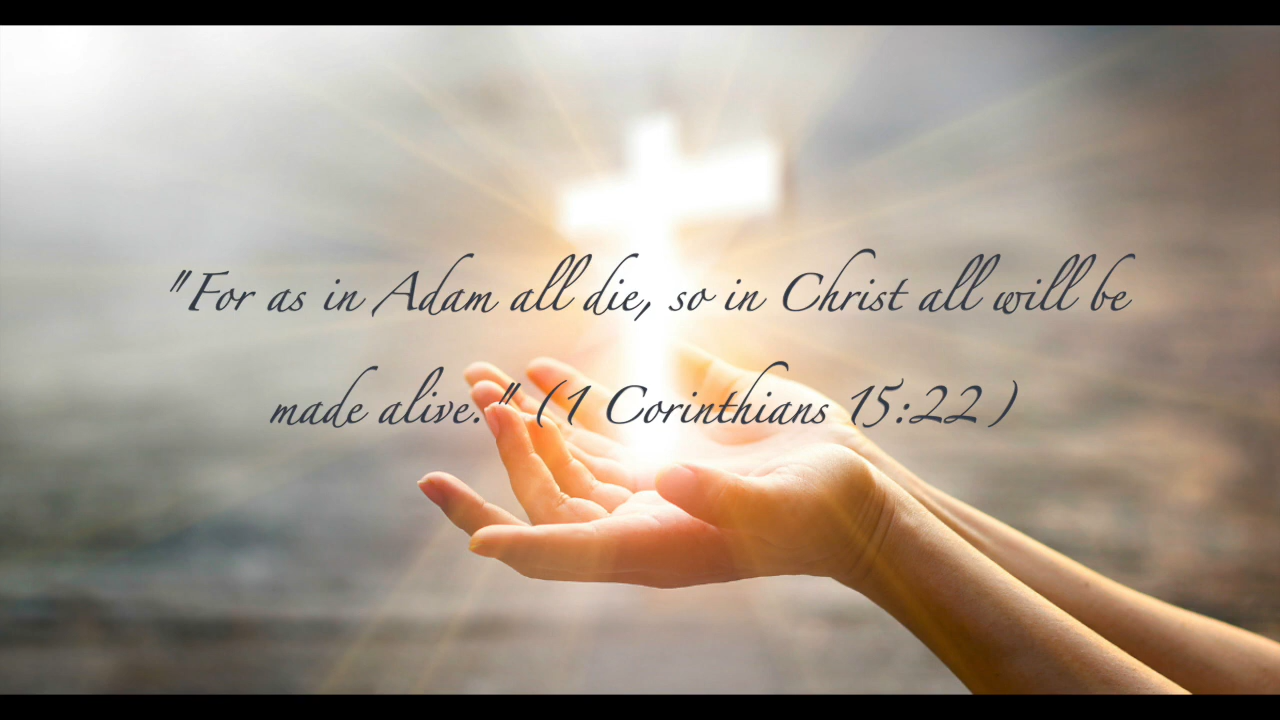 "For as in Adam all die, so in Christ all will be
made alive." (1 Corinthians 15:22)